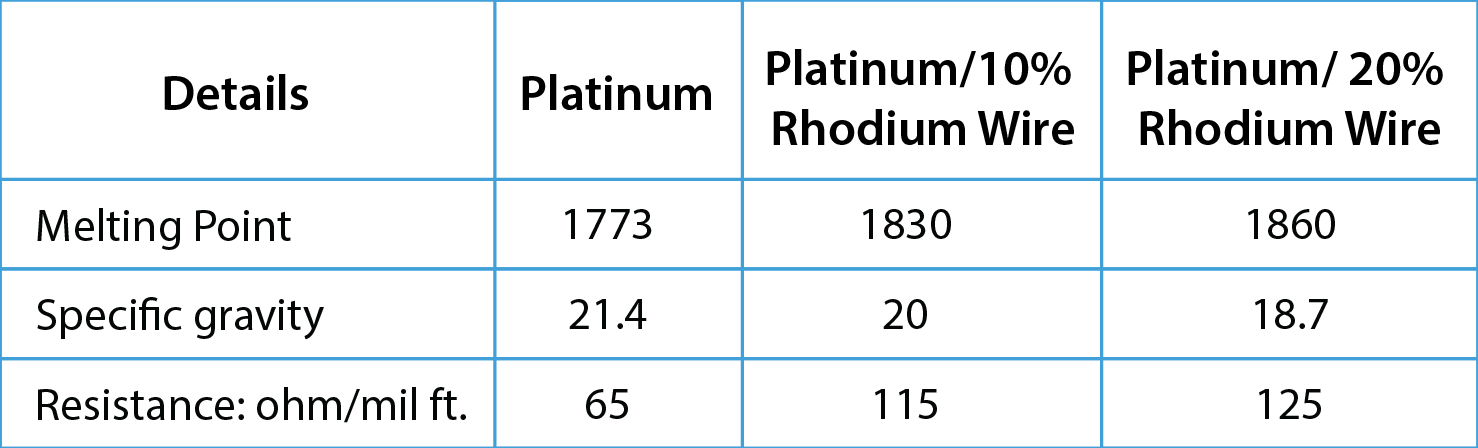 Details Platinum Platinum/10% Rhodium Wire Platinum/ 20% Rhodium Wire
Melting Point 1773 1830 1860
Specific gravity 21.4 20 18.7
Resistance: ohm/mil ft. 65 115 125